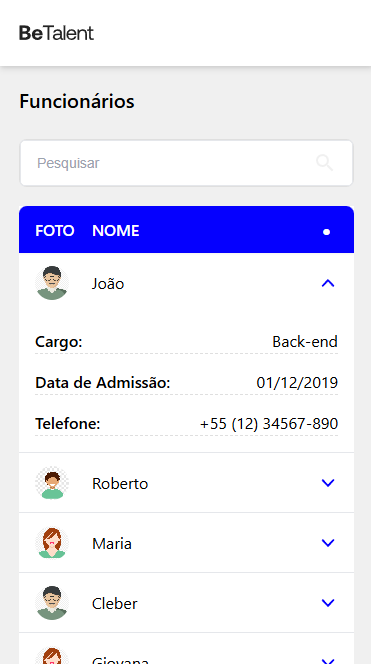 BeTalent
Funcionários
Pesquisar
FOTO NOME
João
Cargo: Back-end
Data de Admissão: 01/12/2019
Telefone: +55 (12) 34567-890
Roberto
Maria
Cleber
Giovana